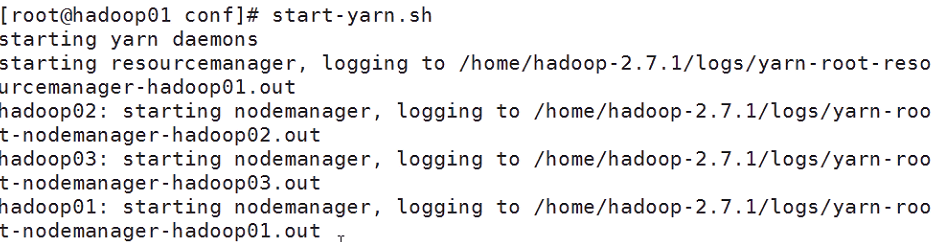 [root@hadoop01 conf]# start-yarn.sh
starting yarn daemons
starting resourcemanager, logging to /home/hadoop-2.7.1/logs/yarn-root-reso
urcemanager-hadoop01.out
hadoop02: starting nodemanager, logging to /home/hadoop-2.7.1/logs/yarn-roo
t-nodemanager-hadoop02.out
hadoop03: starting nodemanager, logging to /home/hadoop-2.7.1/logs/yarn-roo
t-nodemanager-hadoop03.out
hadoop01: starting nodemanager, logging to /home/hadoop-2.7.1/logs/yarn-roo
t-nodemanager-hadoop01.out